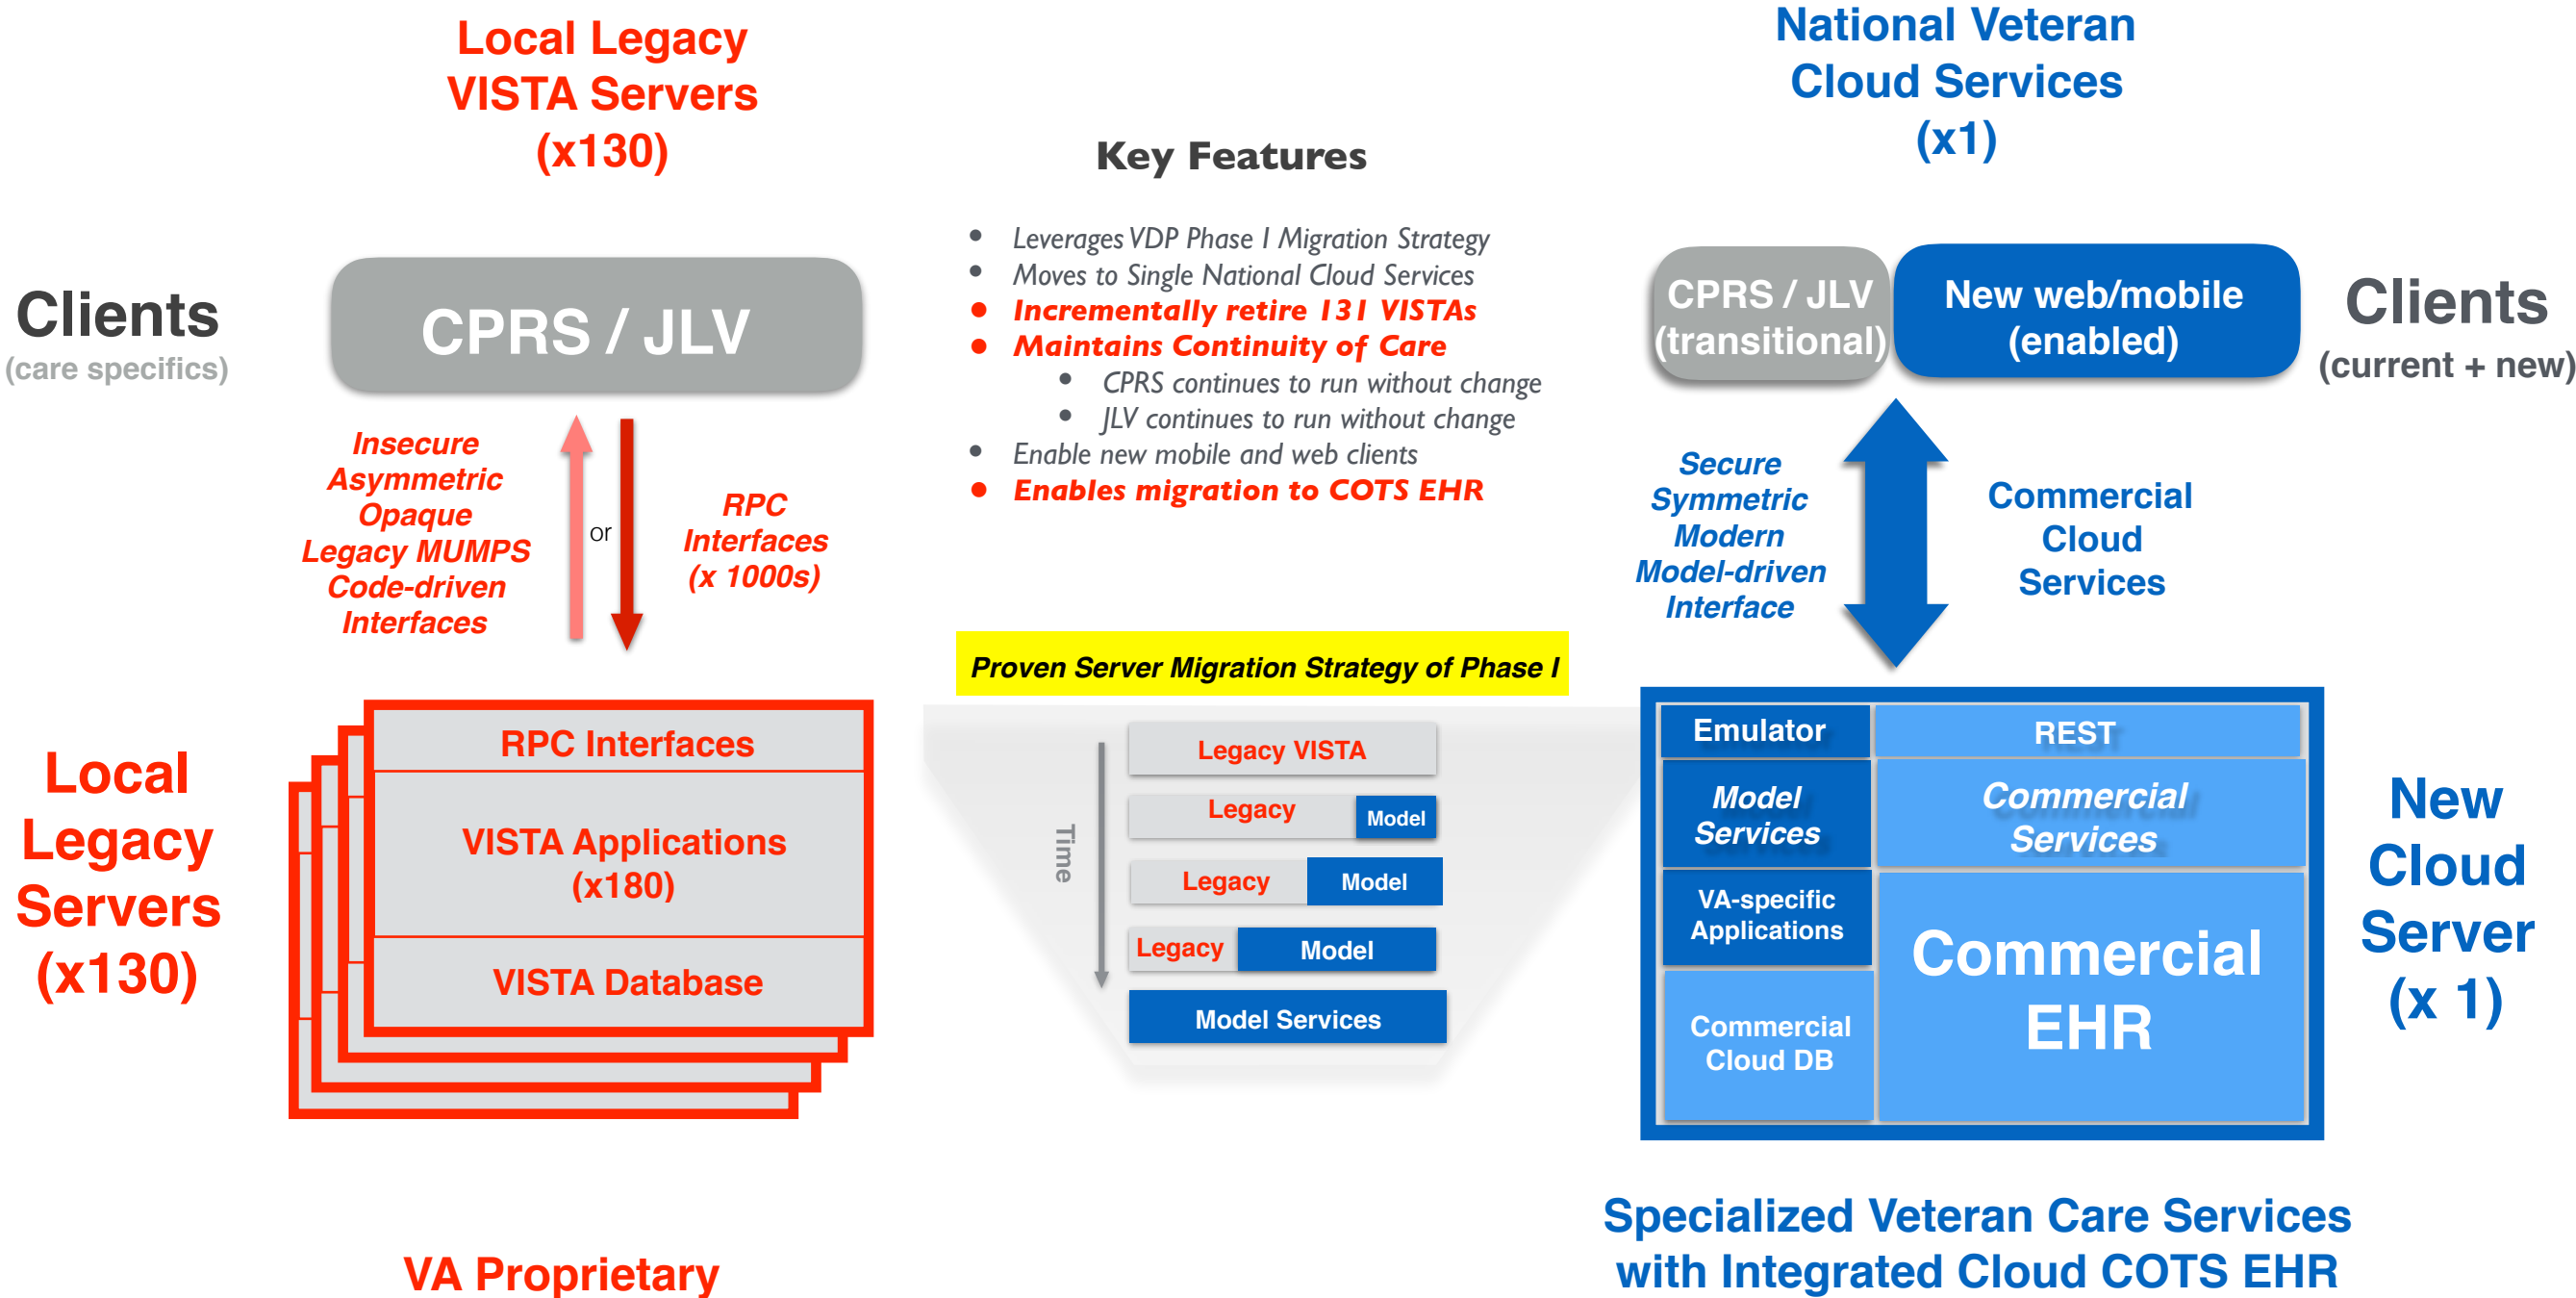 Local Legacy
VISTA Servers
(x130)
National Veteran
Cloud Services
(x1)
Key Features
• Leverages VDP Phase I Migration Strategy
• Moves to Single National Cloud Services
• Incrementally retire 131 VISTAs
• Maintains Continuity of Care
• CPRS continues to run without change
• JLV continues to run without change
• Enable new mobile and web clients
• Enables migration to COTS EHR
Clients
(care specifics)
CPRS / JLV
CPRS / JLV
(transitional)
New web/mobile
(enabled)
Clients
(current + new)
Insecure
Asymmetric
Opaque
Legacy MUMPS
Code-driven
Interfaces
or
RPC
Interfaces
(x 1000s)
Secure
Symmetric
Modern
Model-driven
Interface
Commercial
Cloud
Services
Proven Server Migration Strategy of Phase I
Local
Legacy
Servers
(x130)
RPC Interfaces
VISTA Applications
(x180)
VISTA Database
Time
Legacy VISTA
Legacy Model
Legacy Model
Legacy Model
Model Services
Emulator
REST
Model
Services
Commercial
Services
VA-specific
Applications
Commercial
Cloud DB
Commercial
EHR
New
Cloud
Server
(x 1)
VA Proprietary
Specialized Veteran Care Services
with Integrated Cloud COTS EHR